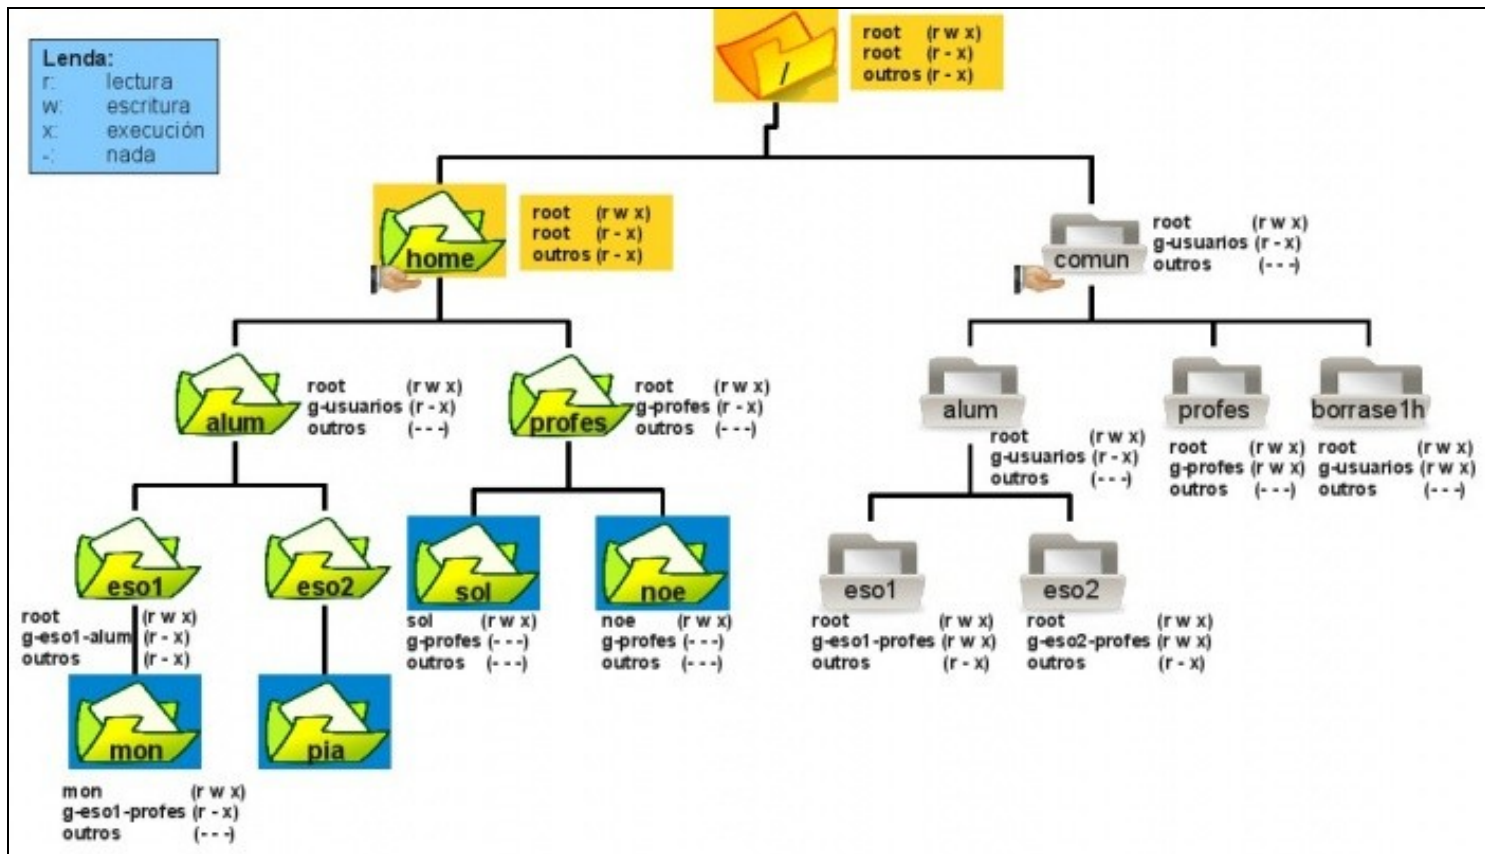 Lenda:
r: lectura
w: escritura
x: execución
-: nada
/
root (r w x)
root (r - x)
outros (r - x)
home
root (r w x)
root (r - x)
outros (r - x)
comun
root (r w x)
g-usuarios (r - x)
outros (- - -)
alum
root (r w x)
g-usuarios (r - x)
outros (- - -)
profes
root (r w x)
g-profes (r - x)
outros (- - -)
alum
root (r w x)
g-usuarios (r - x)
outros (- - -)
profes
root (r w x)
g-profes (r w x)
outros (- - -)
borrase1h
root (r w x)
g-usuarios (r w x)
outros (- - -)
eso1
root (r w x)
g-eso1-alum (r - x)
outros (r - x)
eso2
sol
sol (r w x)
g-profes (- - -)
outros (- - -)
noe
noe (r w x)
g-profes (- - -)
outros (- - -)
eso1
root (r w x)
g-eso1-profes (r w x)
outros (r - x)
eso2
root (r w x)
g-eso2-profes (r w x)
outros (r - x)
mon
mon (r w x)
g-eso1-profes (r - x)
outros (- - -)
pia